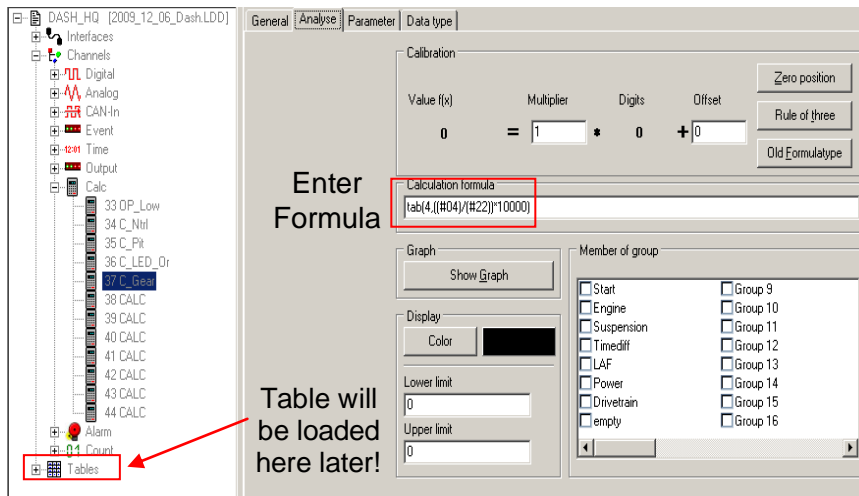 DASH_HQ [2009_12_06_Dash.LDD]
Interfaces
Channels
Digital
Analog
CAN-In
Event
12:01 Time
Output
Calc
33 OP_Low
34 C_Ntrl
35 C_Pit
36 C_LED_Or
37 C_Gear
38 CALC
39 CALC
40 CALC
41 CALC
42 CALC
43 CALC
44 CALC
Alarm
Count
Tables
General Analyse Parameter Data type
Calibration
Value f(x) Multiplier Digits Offset
0 = 1 * 0 + 0
Zero position
Rule of three
Old Formulatype
Enter
Formula
Calculation formula
tab(4,((#04)/(#22))*10000)
Graph
Show Graph
Display
Color
Lower limit
0
Upper limit
0
Member of group
Start Group 9
Engine Group 10
Suspension Group 11
Timediff Group 12
LAF Group 13
Power Group 14
Drivetrain Group 15
empty Group 16
Table will
be loaded
here later!